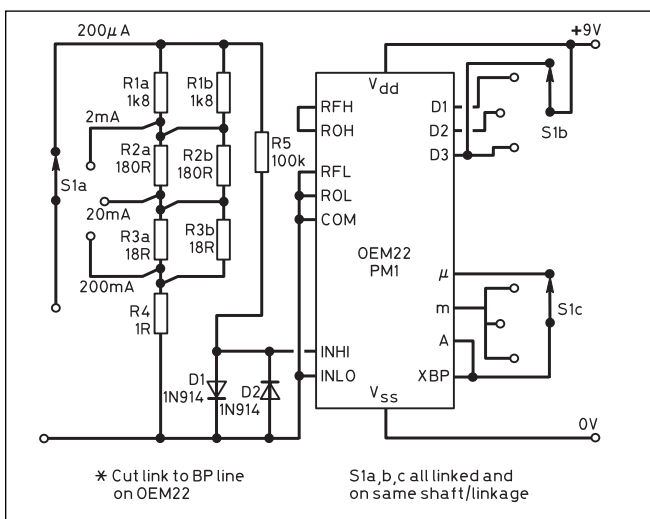 200µA
+9V
R1a
1k8
R1b
1k8
2mA
R2a
180R
R2b
180R
R5
100k
S1a
20mA
R3a
18R
R3b
18R
200mA
R4
1R
D1
1N914
D2
1N914
Vdd
RFH
ROH
RFL
ROL
COM
INHI
INLO
OEM22
PM1
D1
D2
D3
µ
m
A
XBP
VSS
S1b
S1c
0V
* Cut link to BP line
on OEM22
S1a,b,c all linked and
on same shaft/linkage